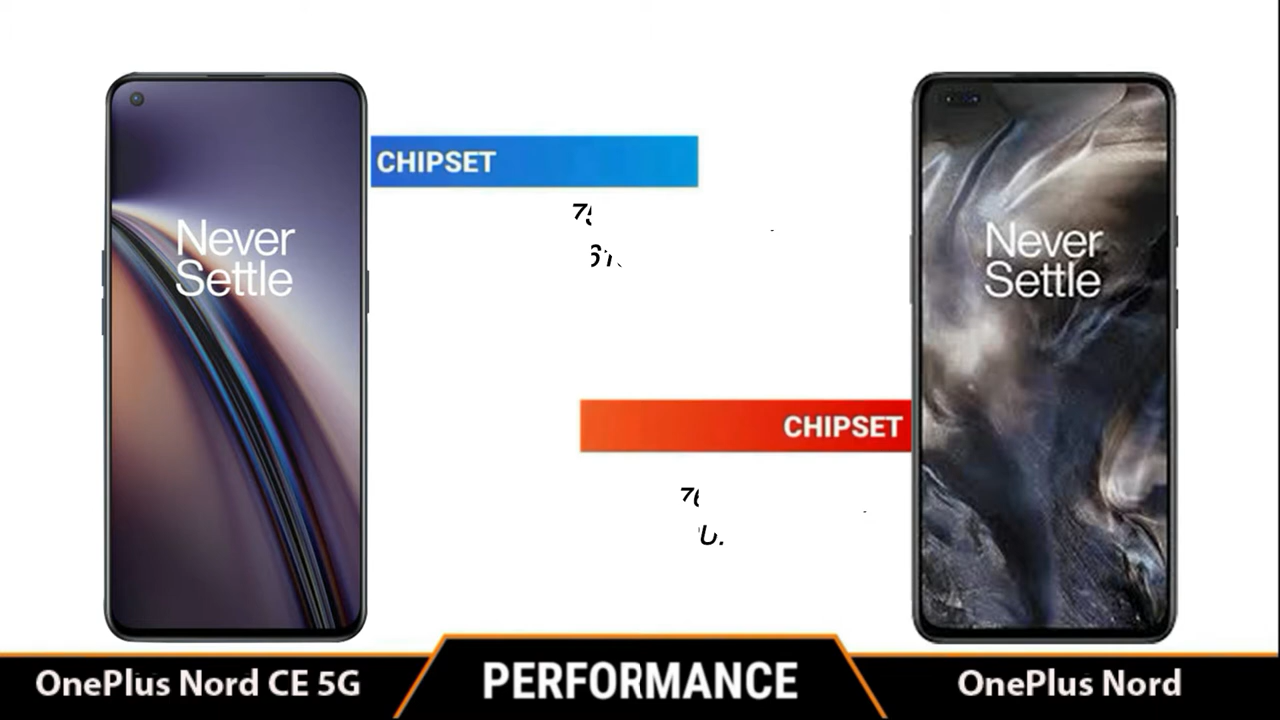 Never
Settle
CHIPSET
Never
Settle
CHIPSET
OnePlus Nord CE 5G
PERFORMANCE
OnePlus Nord